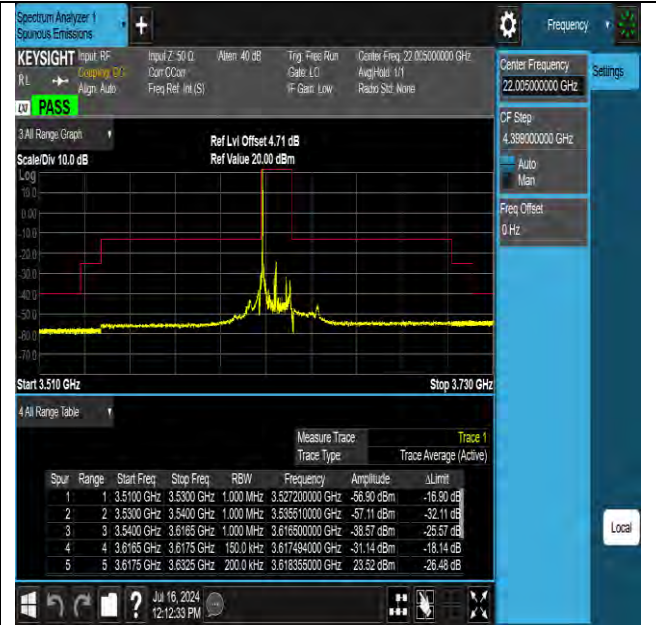 Spectrum Analyzer 1
Spurious Emissions
Frequency
KEYSIGHT Input: RF Input Z: 50 Ω Atten: 40 dB Trig: Free Run Center Freq: 22.005000000 GHz
RL Coupling: DC Corr CCorr Gate: LO Avg|Hold: 1/1
Align: Auto Freq Ref: Int (S) IF Gain: Low Radio Std: None
PASS
3 All Range Graph
Ref Lvl Offset 4.71 dB
Scale/Div 10.0 dB Ref Value 20.00 dBm
Log
10.0
0.00
-10.0
-20.0
-30.0
-40.0
-50.0
-60.0
-70.0
Start 3.510 GHz Stop 3.730 GHz
4 All Range Table
Measure Trace Trace 1
Trace Type Trace Average (Active)
Spur Range Start Freq Stop Freq RBW Frequency Amplitude ΔLimit
1 1 3.5100 GHz 3.5300 GHz 1.000 MHz 3.527200000 GHz -56.90 dBm -16.90 dB
2 2 3.5300 GHz 3.5400 GHz 1.000 MHz 3.535510000 GHz -57.11 dBm -32.11 dB
3 3 3.5400 GHz 3.6165 GHz 1.000 MHz 3.616500000 GHz -38.57 dBm -25.57 dB
4 4 3.6165 GHz 3.6175 GHz 150.0 kHz 3.617494000 GHz -31.14 dBm -18.14 dB
5 5 3.6175 GHz 3.6325 GHz 200.0 kHz 3.618355000 GHz 23.52 dBm -26.48 dB
Jul 16, 2024
12:12:33 PM
Center Frequency
22.005000000 GHz
Settings
CF Step
4.399000000 GHz
Auto
Man
Freq Offset
0 Hz
Local